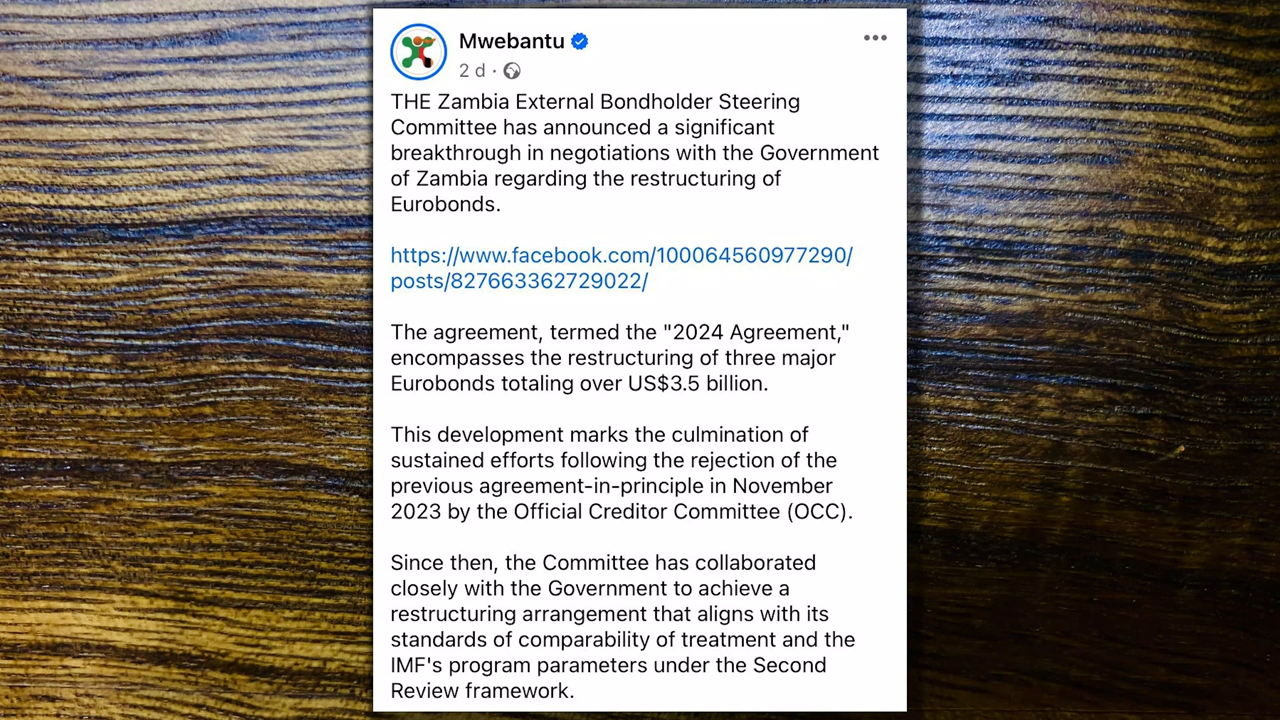 Mwebantu
2 d ·
THE Zambia External Bondholder Steering
Committee has announced a significant
breakthrough in negotiations with the Government
of Zambia regarding the restructuring of
Eurobonds.
https://www.facebook.com/100064560977290/
posts/827663362729022/
The agreement, termed the "2024 Agreement,"
encompasses the restructuring of three major
Eurobonds totaling over US$3.5 billion.
This development marks the culmination of
sustained efforts following the rejection of the
previous agreement-in-principle in November
2023 by the Official Creditor Committee (OCC).
Since then, the Committee has collaborated
closely with the Government to achieve a
restructuring arrangement that aligns with its
standards of comparability of treatment and the
IMF's program parameters under the Second
Review framework.